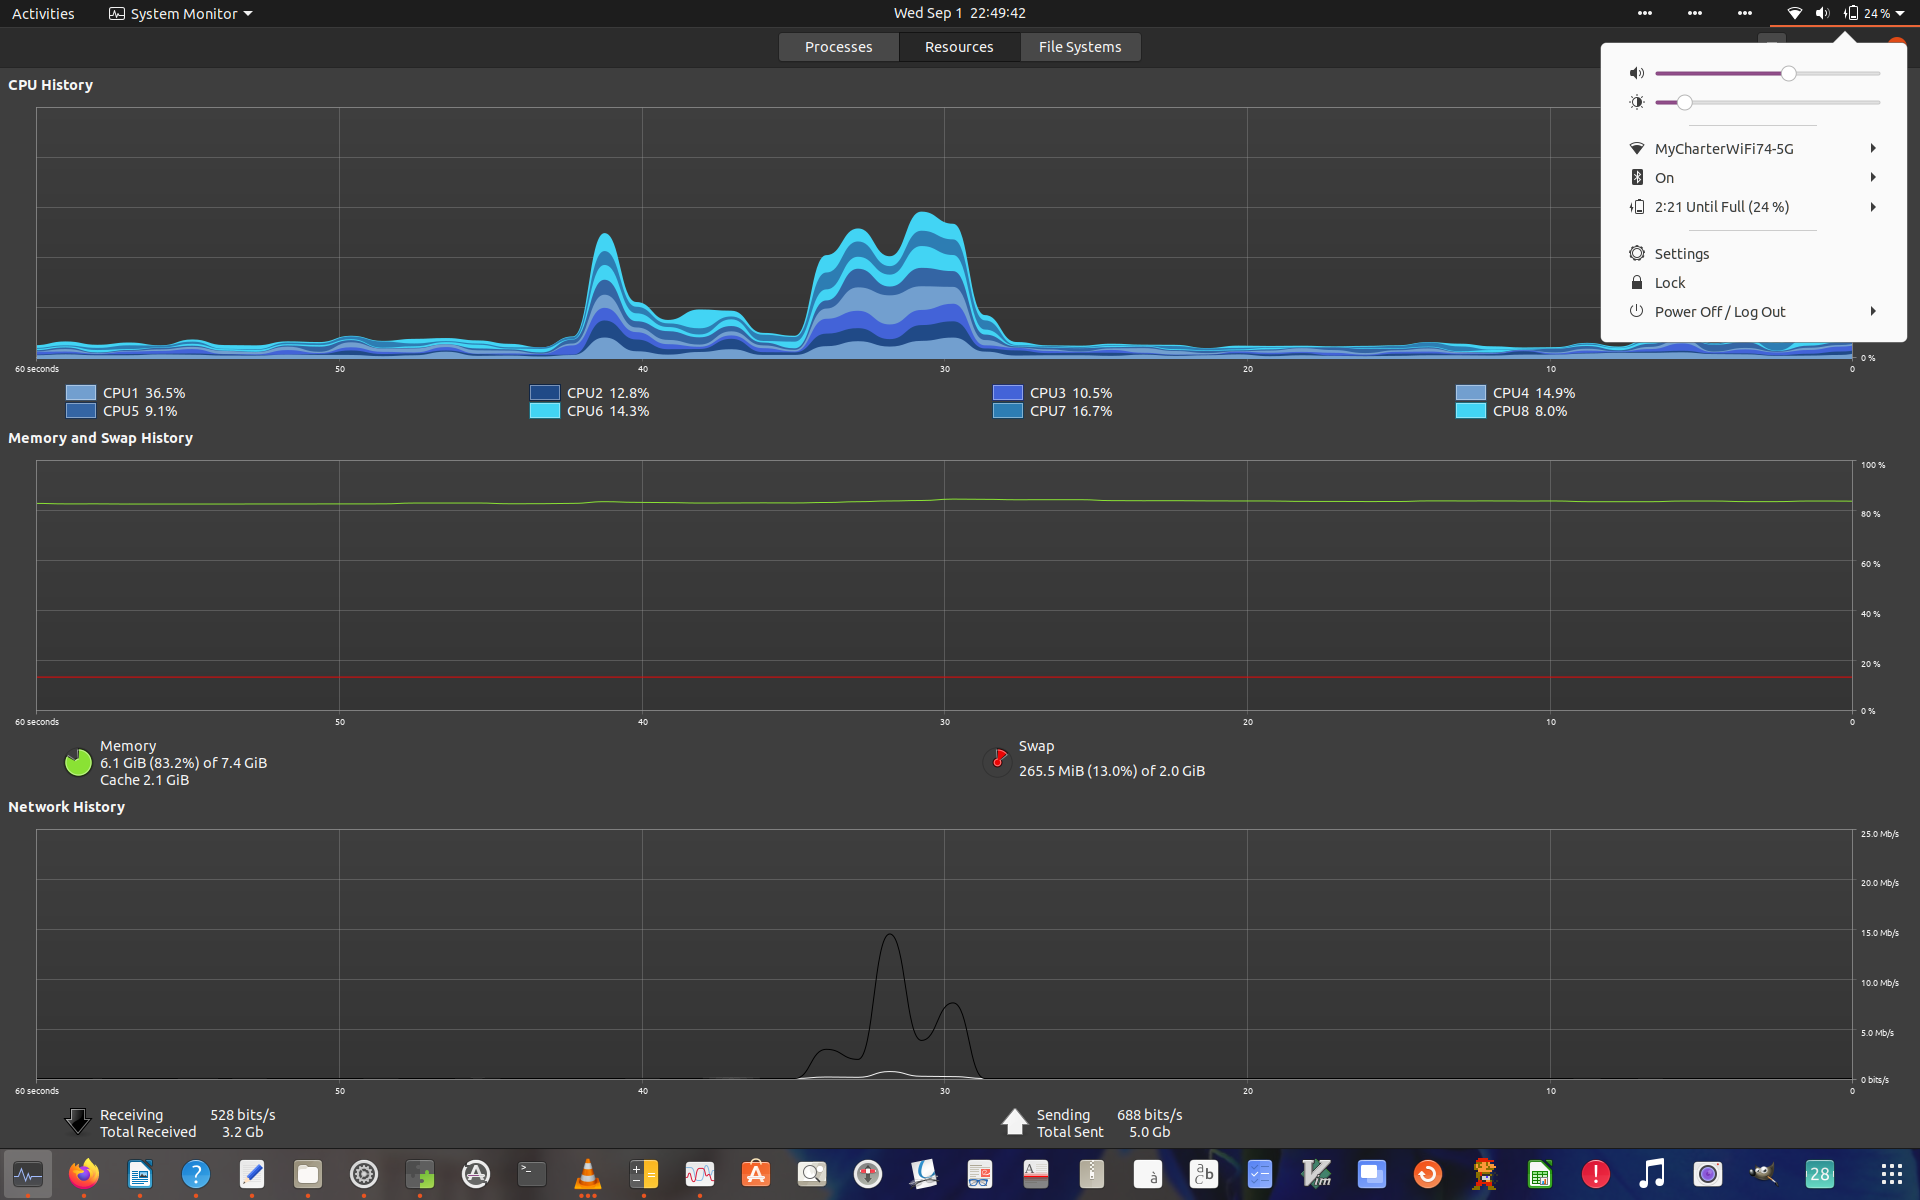 Activities System Monitor Wed Sep 1 22:49:42 24 %
Processes Resources File Systems
CPU History
MyCharterWiFi74-5G
On
2:21 Until Full (24 %)
Settings
Lock
Power Off / Log Out
0 %
60 seconds 50 40 30 20 10 0
CPU1 36.5% CPU2 12.8% CPU3 10.5% CPU4 14.9%
CPU5 9.1% CPU6 14.3% CPU7 16.7% CPU8 8.0%
Memory and Swap History
100 %
80 %
60 %
40 %
20 %
0 %
60 seconds 50 40 30 20 10 0
Memory
6.1 GiB (83.2%) of 7.4 GiB
Cache 2.1 GiB
Swap
265.5 MiB (13.0%) of 2.0 GiB
Network History
25.0 Mb/s
20.0 Mb/s
15.0 Mb/s
10.0 Mb/s
5.0 Mb/s
0 bits/s
60 seconds 50 40 30 20 10 0
Receiving 528 bits/s
Total Received 3.2 Gb
Sending 688 bits/s
Total Sent 5.0 Gb
? >_ A à a b c Vim ! 28